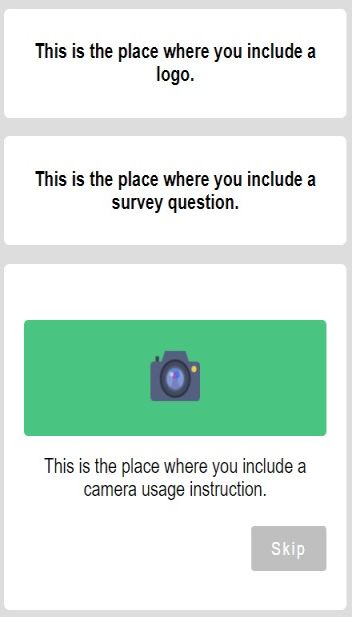 This is the place where you include a
logo.
This is the place where you include a
survey question.
This is the place where you include a
camera usage instruction.
Skip